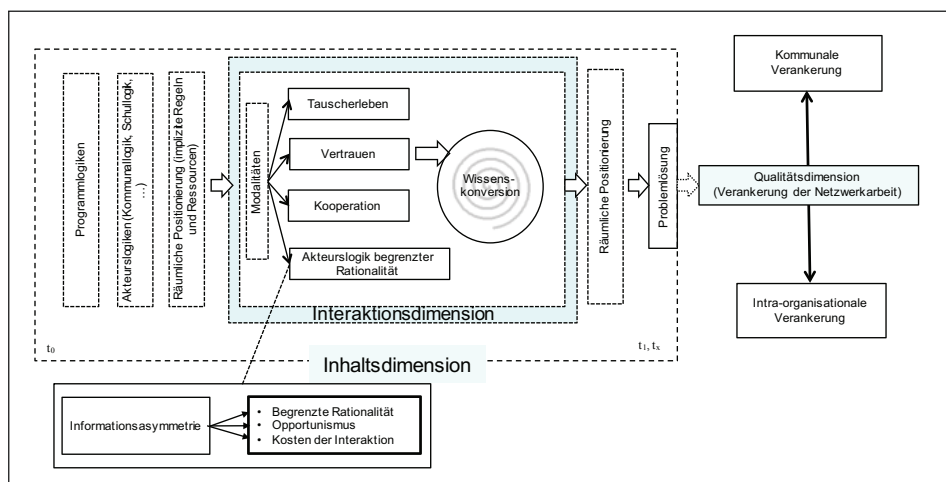 Programmlogiken
Akteurslogiken (Kommunallogik, Schullogik,
…)
Räumliche Positionierung (implizite Regeln
und Ressourcen)
Modalitäten
Tauscherleben
Vertrauen
Kooperation
Akteurslogik begrenzter
Rationalität
Wissens-
konversion
Interaktionsdimension
Räumliche Positionierung
Problemlösung
Kommunale
Verankerung
Qualitätsdimension
(Verankerung der Netzwerkarbeit)
Intra-organisationale
Verankerung
t₀
t₁, tₓ
Inhaltsdimension
Informationsasymmetrie
• Begrenzte Rationalität
• Opportunismus
• Kosten der Interaktion